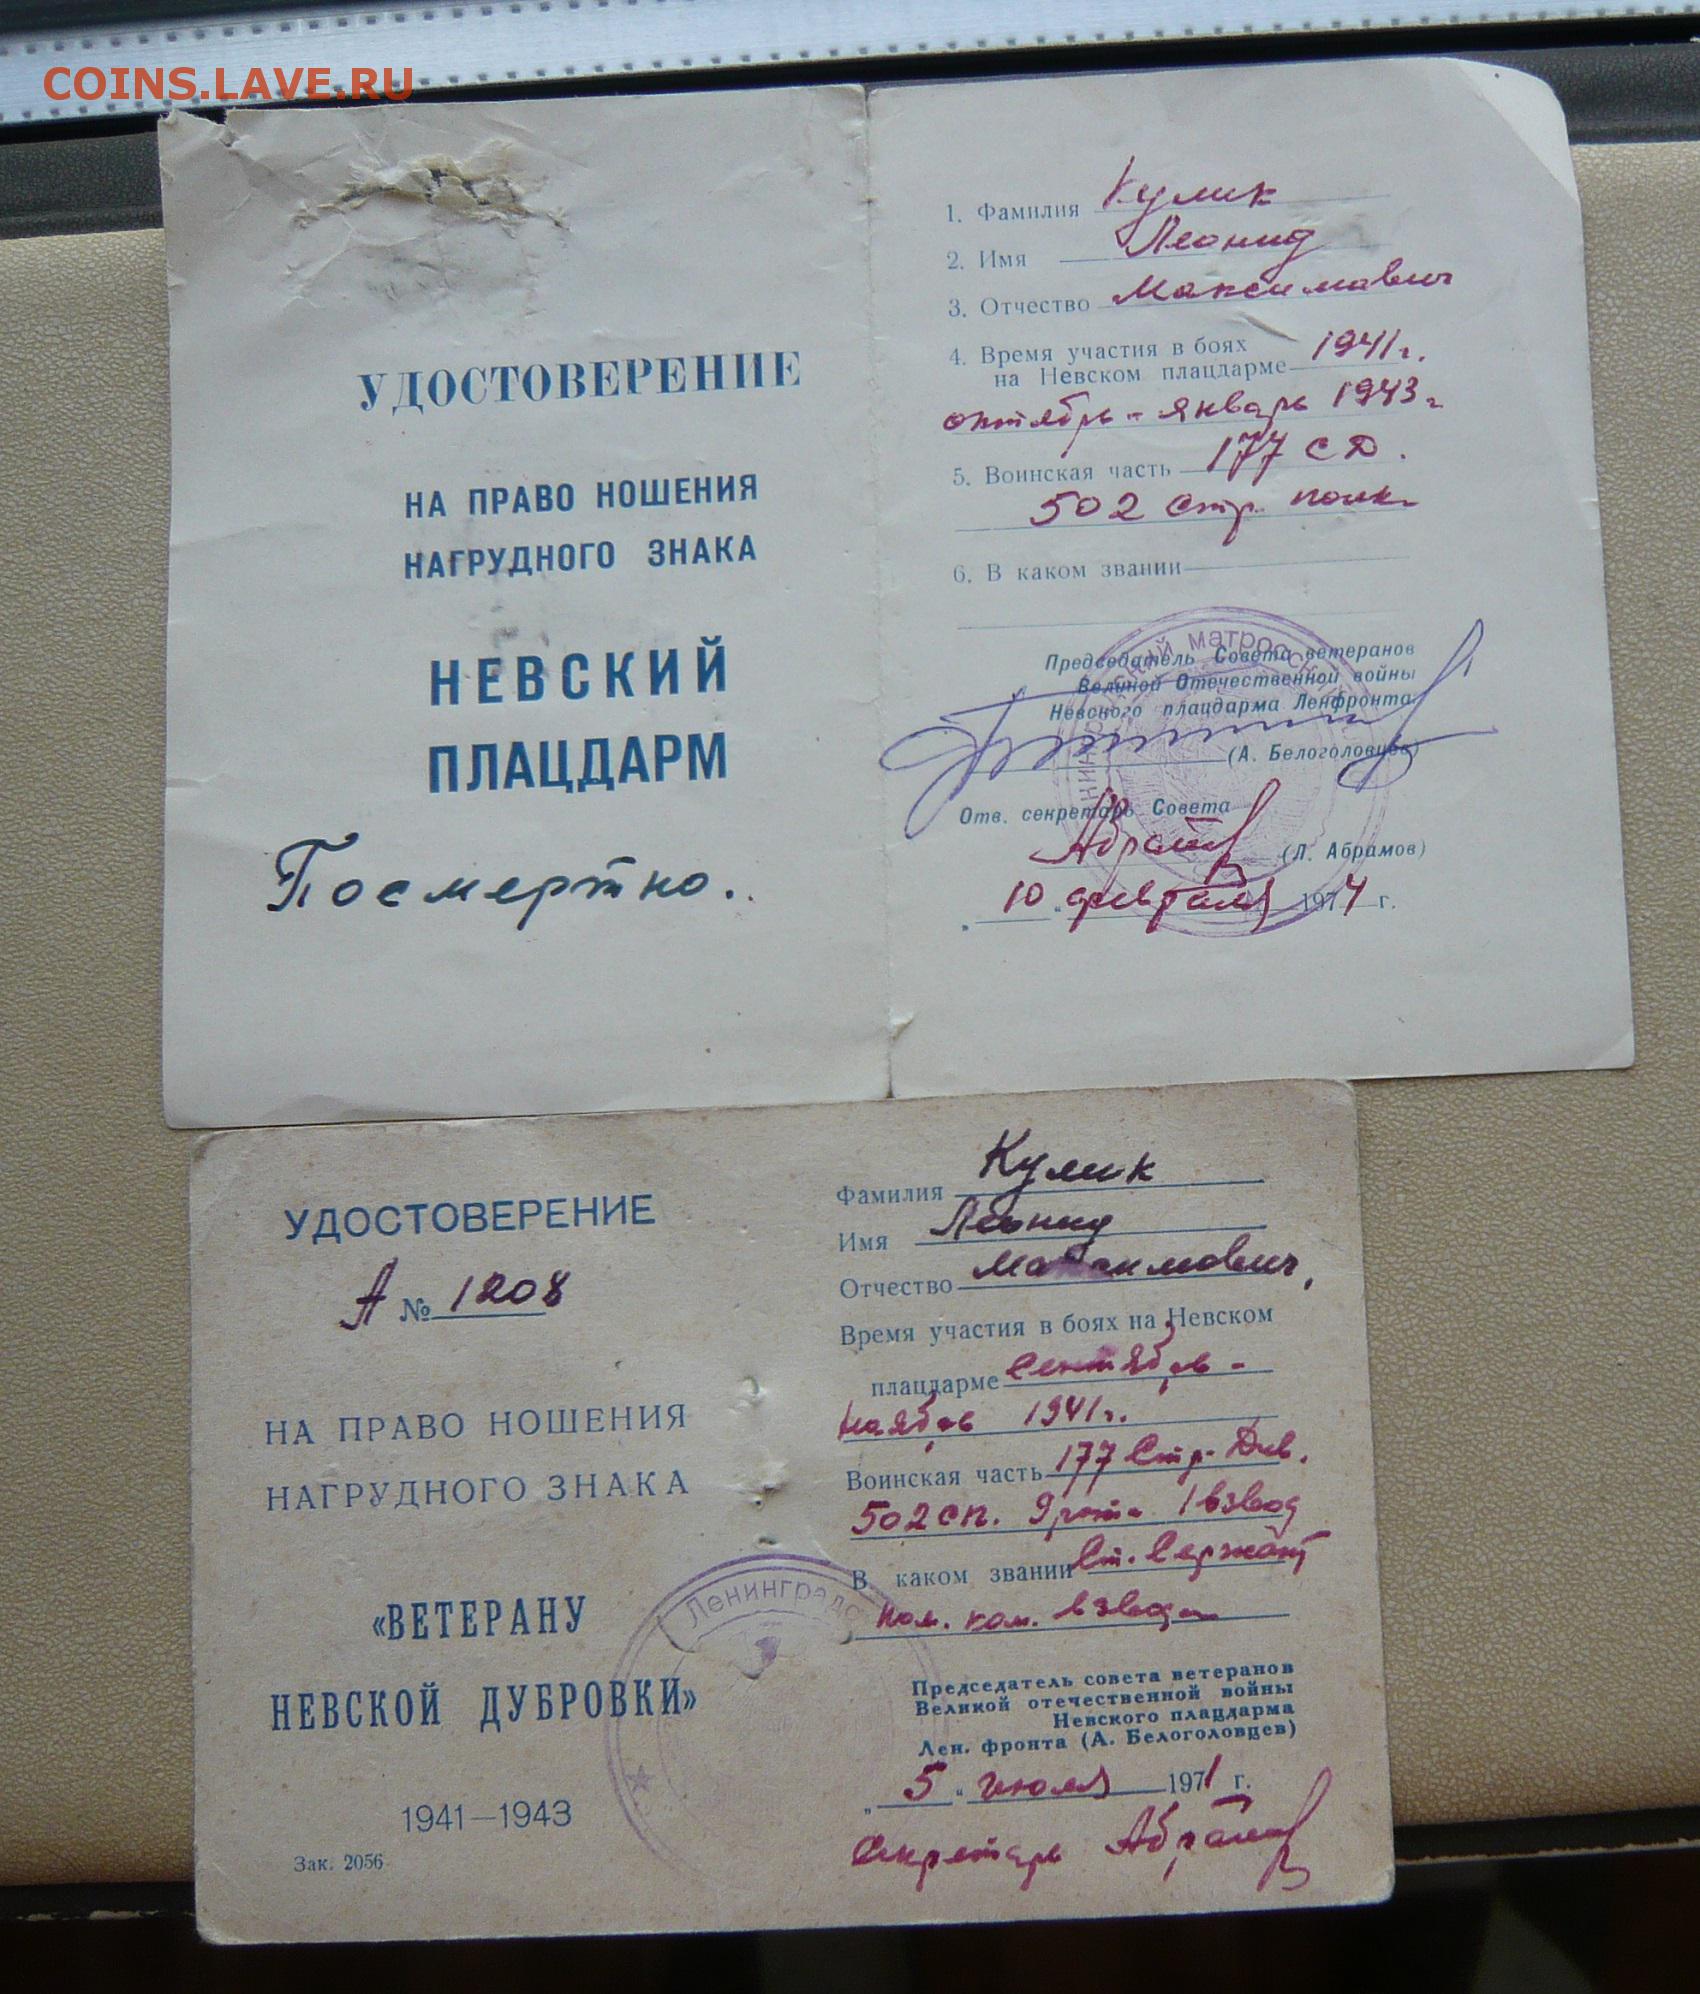 COINS.LAVE.RU
УДОСТОВЕРЕНИЕ
НА ПРАВО НОШЕНИЯ
НАГРУДНОГО ЗНАКА
НЕВСКИЙ
ПЛАЦДАРМ
Посмертно.
1. Фамилия Кулик
2. Имя Леонид
3. Отчество Максимович
4. Время участия в боях
на Невском плацдарме 1941 г.
октябрь - январь 1943 г
5. Воинская часть 177 СД.
502 стр. полк
6. В каком звании
Председатель Совета ветеранов
Великой Отечественной войны
Невского плацдарма Ленфронта
(А. Белоголовцев)
Отв. секретарь Совета
Абрамов (Л. Абрамов)
„10“ февраля 1974 г.
УДОСТОВЕРЕНИЕ
А № 1208
НА ПРАВО НОШЕНИЯ
НАГРУДНОГО ЗНАКА
«ВЕТЕРАНУ
НЕВСКОЙ ДУБРОВКИ»
1941—1943
Зак. 2056
Ленинградс
Фамилия Кулик
Имя Леонид
Отчество Максимович,
Время участия в боях на Невском
плацдарме Сентябрь -
ноябрь 1941 г.
Воинская часть 177 Стр. Див.
502 сп. 9 рота 1 взвод
В каком звании Ст. Сержант
пом. ком. взвода
Председатель совета ветеранов
Великой отечественной войны
Невского плацдарма
Лен. фронта (А. Белоголовцев)
„5“ июля 1971 г.
Секретарь Абрамов